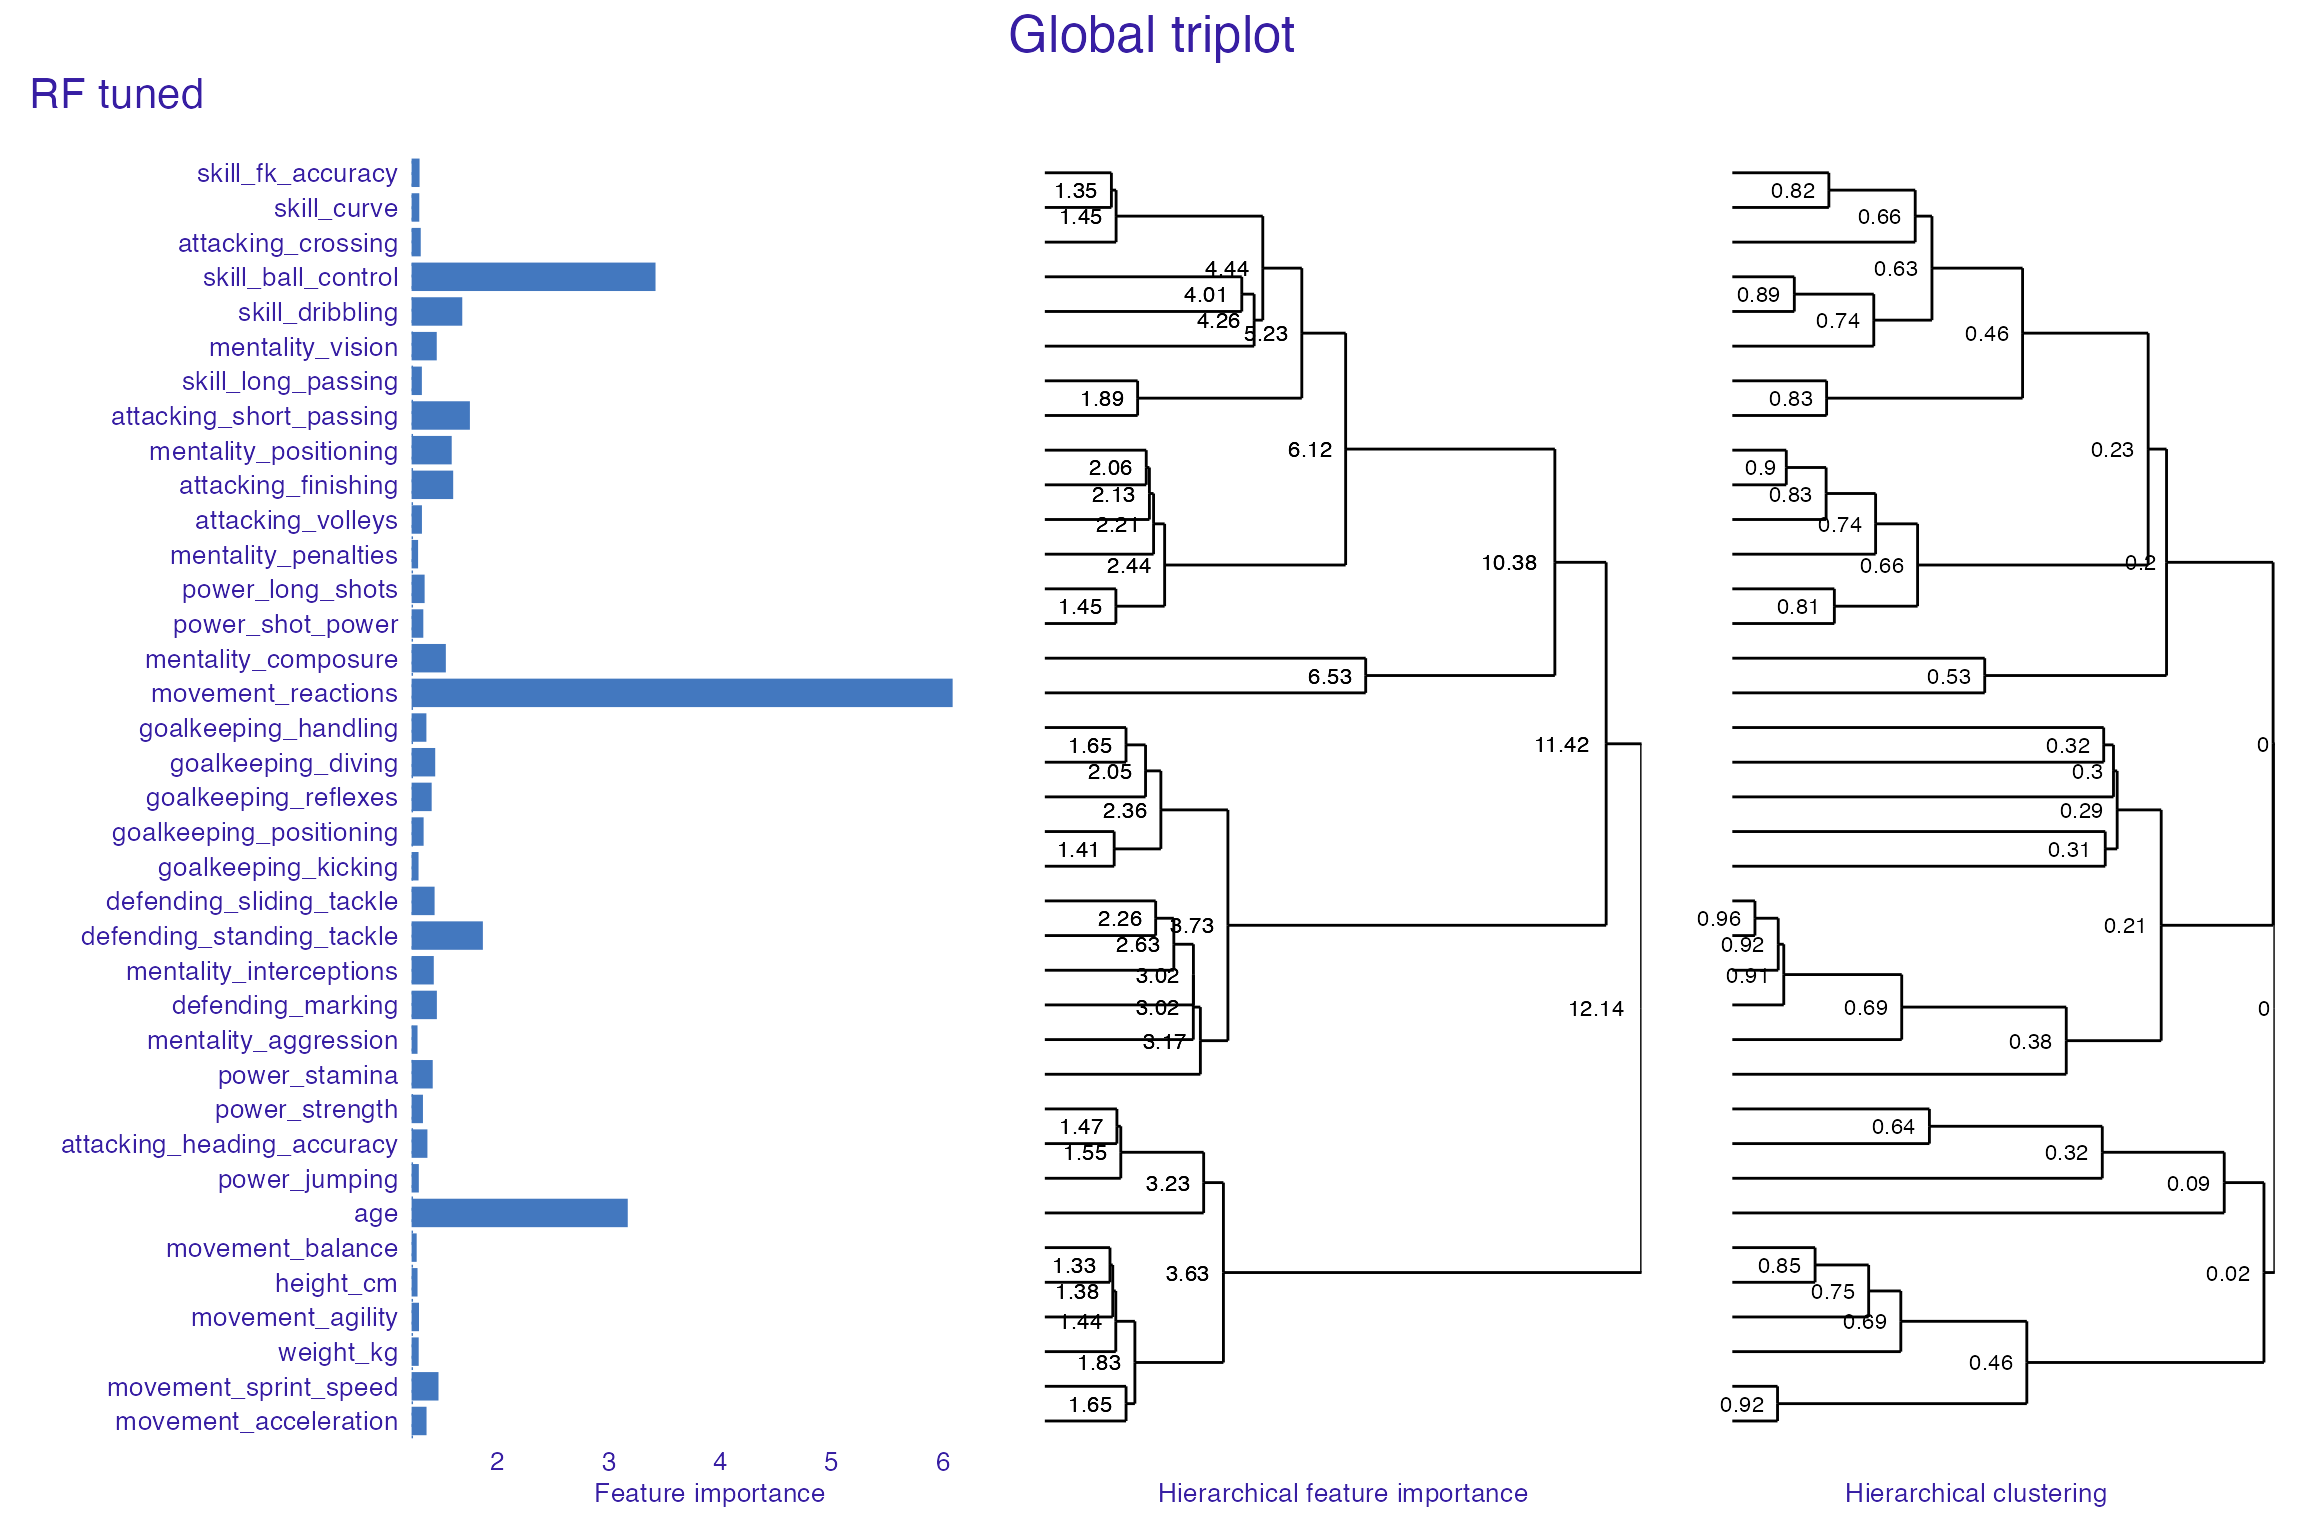 Global triplot
RF tuned
skill_fk_accuracy
skill_curve
attacking_crossing
skill_ball_control
skill_dribbling
mentality_vision
skill_long_passing
attacking_short_passing
mentality_positioning
attacking_finishing
attacking_volleys
mentality_penalties
power_long_shots
power_shot_power
mentality_composure
movement_reactions
goalkeeping_handling
goalkeeping_diving
goalkeeping_reflexes
goalkeeping_positioning
goalkeeping_kicking
defending_sliding_tackle
defending_standing_tackle
mentality_interceptions
defending_marking
mentality_aggression
power_stamina
power_strength
attacking_heading_accuracy
power_jumping
age
movement_balance
height_cm
movement_agility
weight_kg
movement_sprint_speed
movement_acceleration
2 3 4 5 6
Feature importance
1.35
1.45
4.44
4.01
4.26
5.23
1.89
6.12
2.06
2.13
2.21
2.44
10.38
1.45
6.53
11.42
1.65
2.05
2.36
1.41
2.26
3.73
2.63
3.02
3.02
12.14
3.17
1.47
1.55
3.23
1.33
3.63
1.38
1.44
1.83
1.65
Hierarchical feature importance
0.82
0.66
0.63
0.89
0.74
0.46
0.83
0.23
0.9
0.83
0.74
0.66
0.2
0.81
0.53
0
0.32
0.3
0.29
0.31
0.96
0.21
0.92
0.91
0.69
0
0.38
0.64
0.32
0.09
0.85
0.02
0.75
0.69
0.46
0.92
Hierarchical clustering